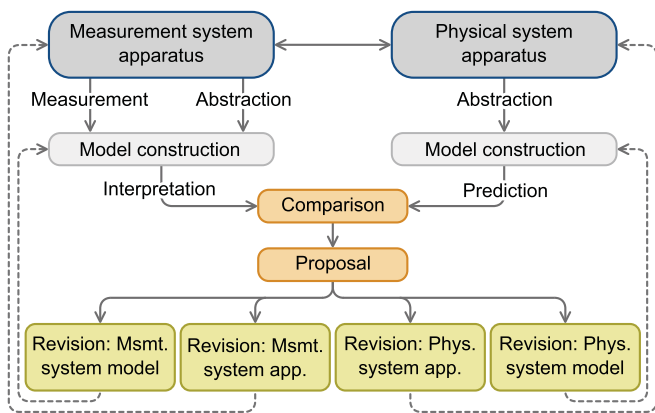 Measurement system
apparatus
Physical system
apparatus
Measurement
Abstraction
Abstraction
Model construction
Model construction
Interpretation
Prediction
Comparison
Proposal
Revision: Msmt.
system model
Revision: Msmt.
system app.
Revision: Phys.
system app.
Revision: Phys.
system model